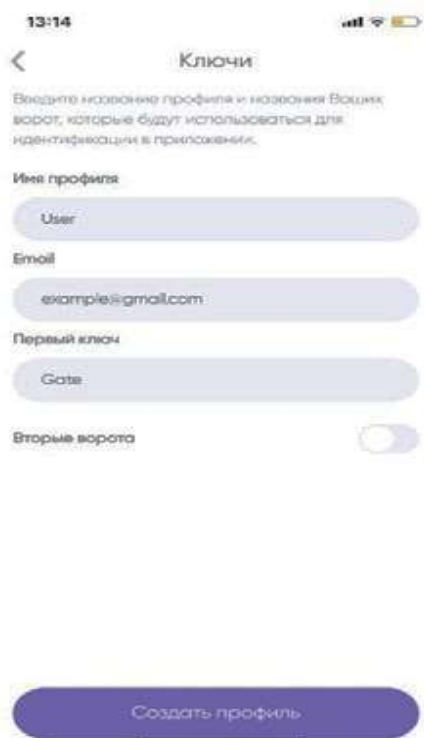 13:14
Ключи
Введите название профиля и названия Ваших
ворот, которые будут использоваться для
идентификации в приложении.
Имя профиля
User
Email
example@gmail.com
Первый ключ
Gate
Вторые ворота
Создать профиль